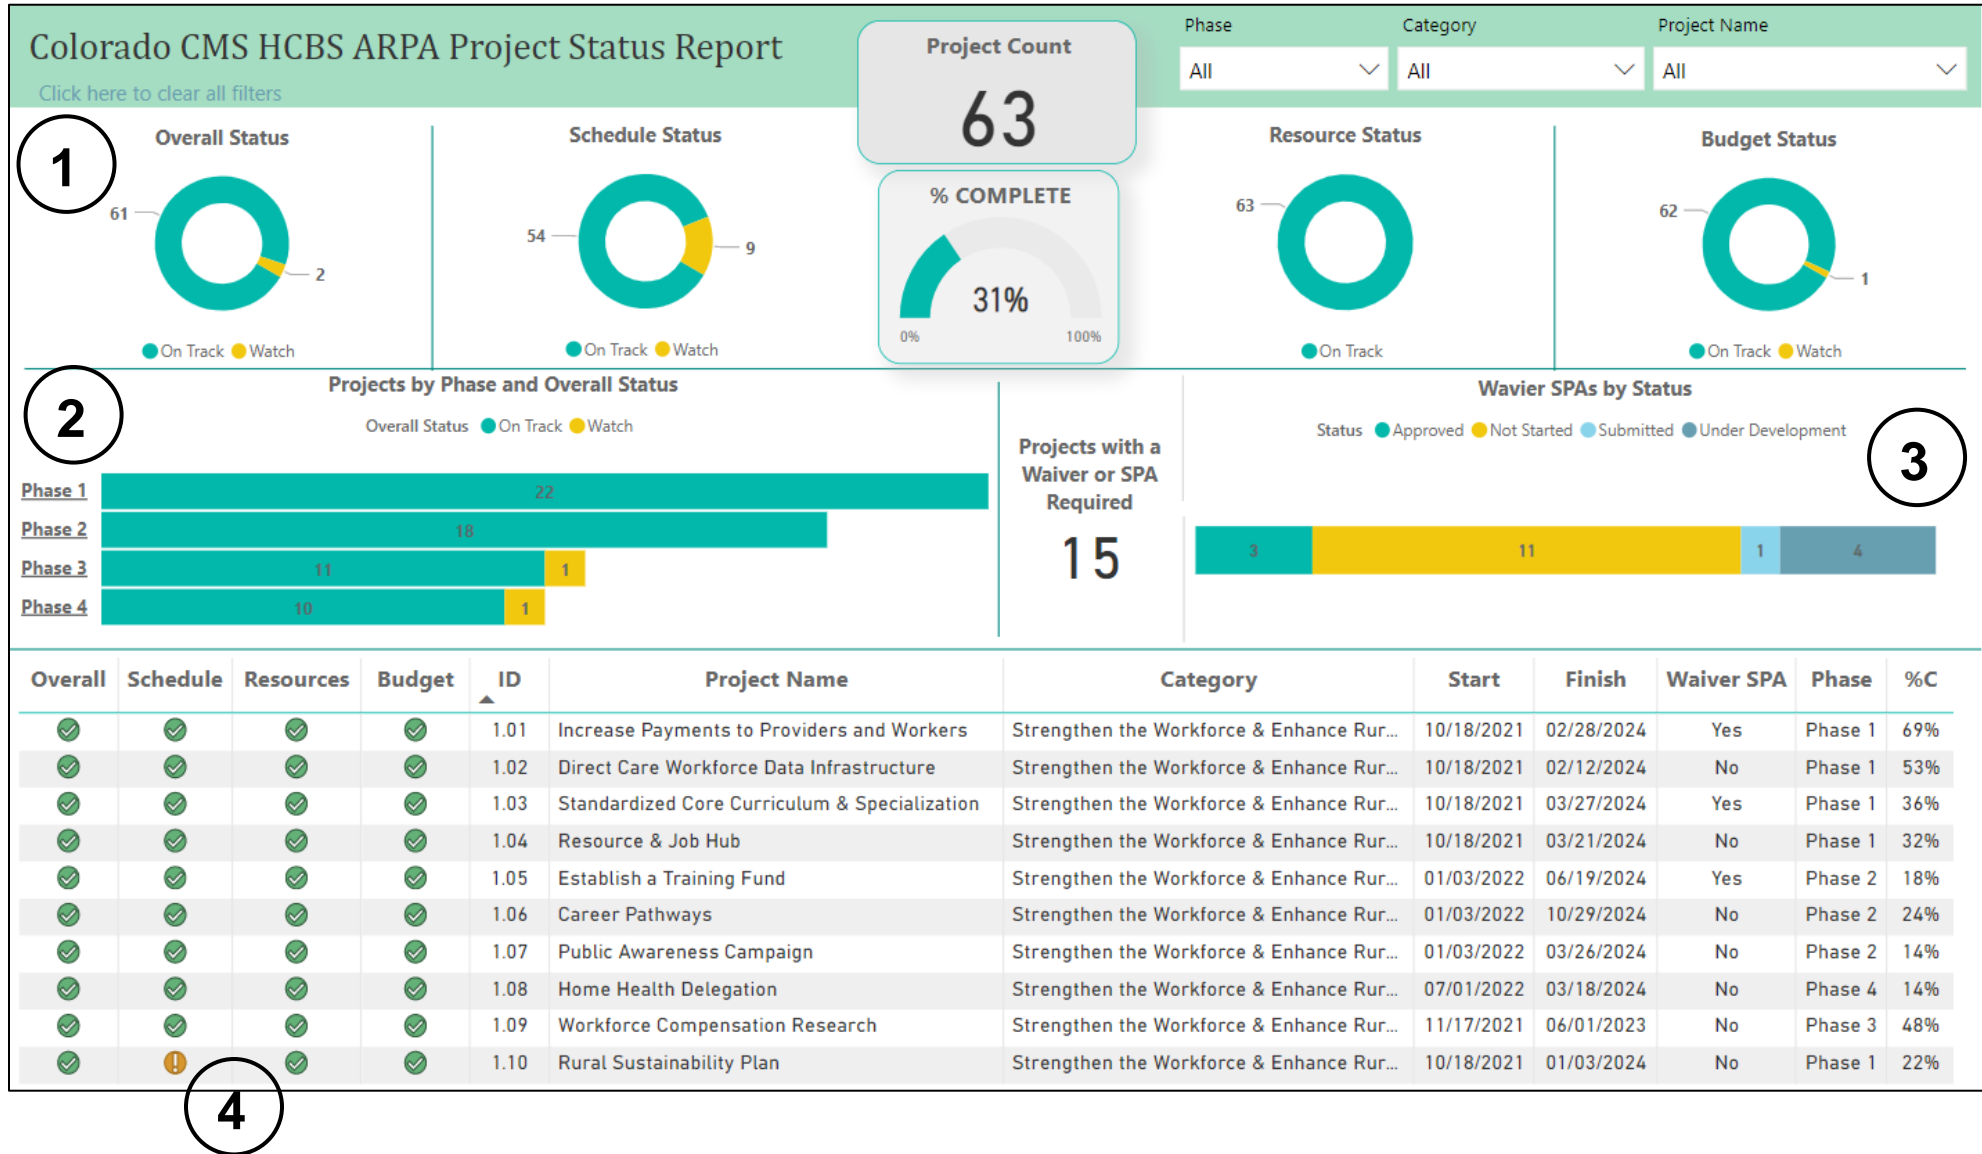 Colorado CMS HCBS ARPA Project Status Report
Click here to clear all filters
Project Count
63
Phase
All
Category
All
Project Name
All
1
Overall Status
61
2
On Track Watch
Schedule Status
54
9
On Track Watch
% COMPLETE
31%
0%
100%
Resource Status
63
On Track
Budget Status
62
1
On Track Watch
2
Projects by Phase and Overall Status
Overall Status On Track Watch
Phase 1 22
Phase 2 18
Phase 3 11 1
Phase 4 10 1
Projects with a
Waiver or SPA
Required
15
Wavier SPAs by Status
Status Approved Not Started Submitted Under Development
3
3 11 1 4
Overall Schedule Resources Budget ID Project Name Category Start Finish Waiver SPA Phase %C
1.01 Increase Payments to Providers and Workers Strengthen the Workforce & Enhance Rur... 10/18/2021 02/28/2024 Yes Phase 1 69%
1.02 Direct Care Workforce Data Infrastructure Strengthen the Workforce & Enhance Rur... 10/18/2021 02/12/2024 No Phase 1 53%
1.03 Standardized Core Curriculum & Specialization Strengthen the Workforce & Enhance Rur... 10/18/2021 03/27/2024 Yes Phase 1 36%
1.04 Resource & Job Hub Strengthen the Workforce & Enhance Rur... 10/18/2021 03/21/2024 No Phase 1 32%
1.05 Establish a Training Fund Strengthen the Workforce & Enhance Rur... 01/03/2022 06/19/2024 Yes Phase 2 18%
1.06 Career Pathways Strengthen the Workforce & Enhance Rur... 01/03/2022 10/29/2024 No Phase 2 24%
1.07 Public Awareness Campaign Strengthen the Workforce & Enhance Rur... 01/03/2022 03/26/2024 No Phase 2 14%
1.08 Home Health Delegation Strengthen the Workforce & Enhance Rur... 07/01/2022 03/18/2024 No Phase 4 14%
1.09 Workforce Compensation Research Strengthen the Workforce & Enhance Rur... 11/17/2021 06/01/2023 No Phase 3 48%
1.10 Rural Sustainability Plan Strengthen the Workforce & Enhance Rur... 10/18/2021 01/03/2024 No Phase 1 22%
4